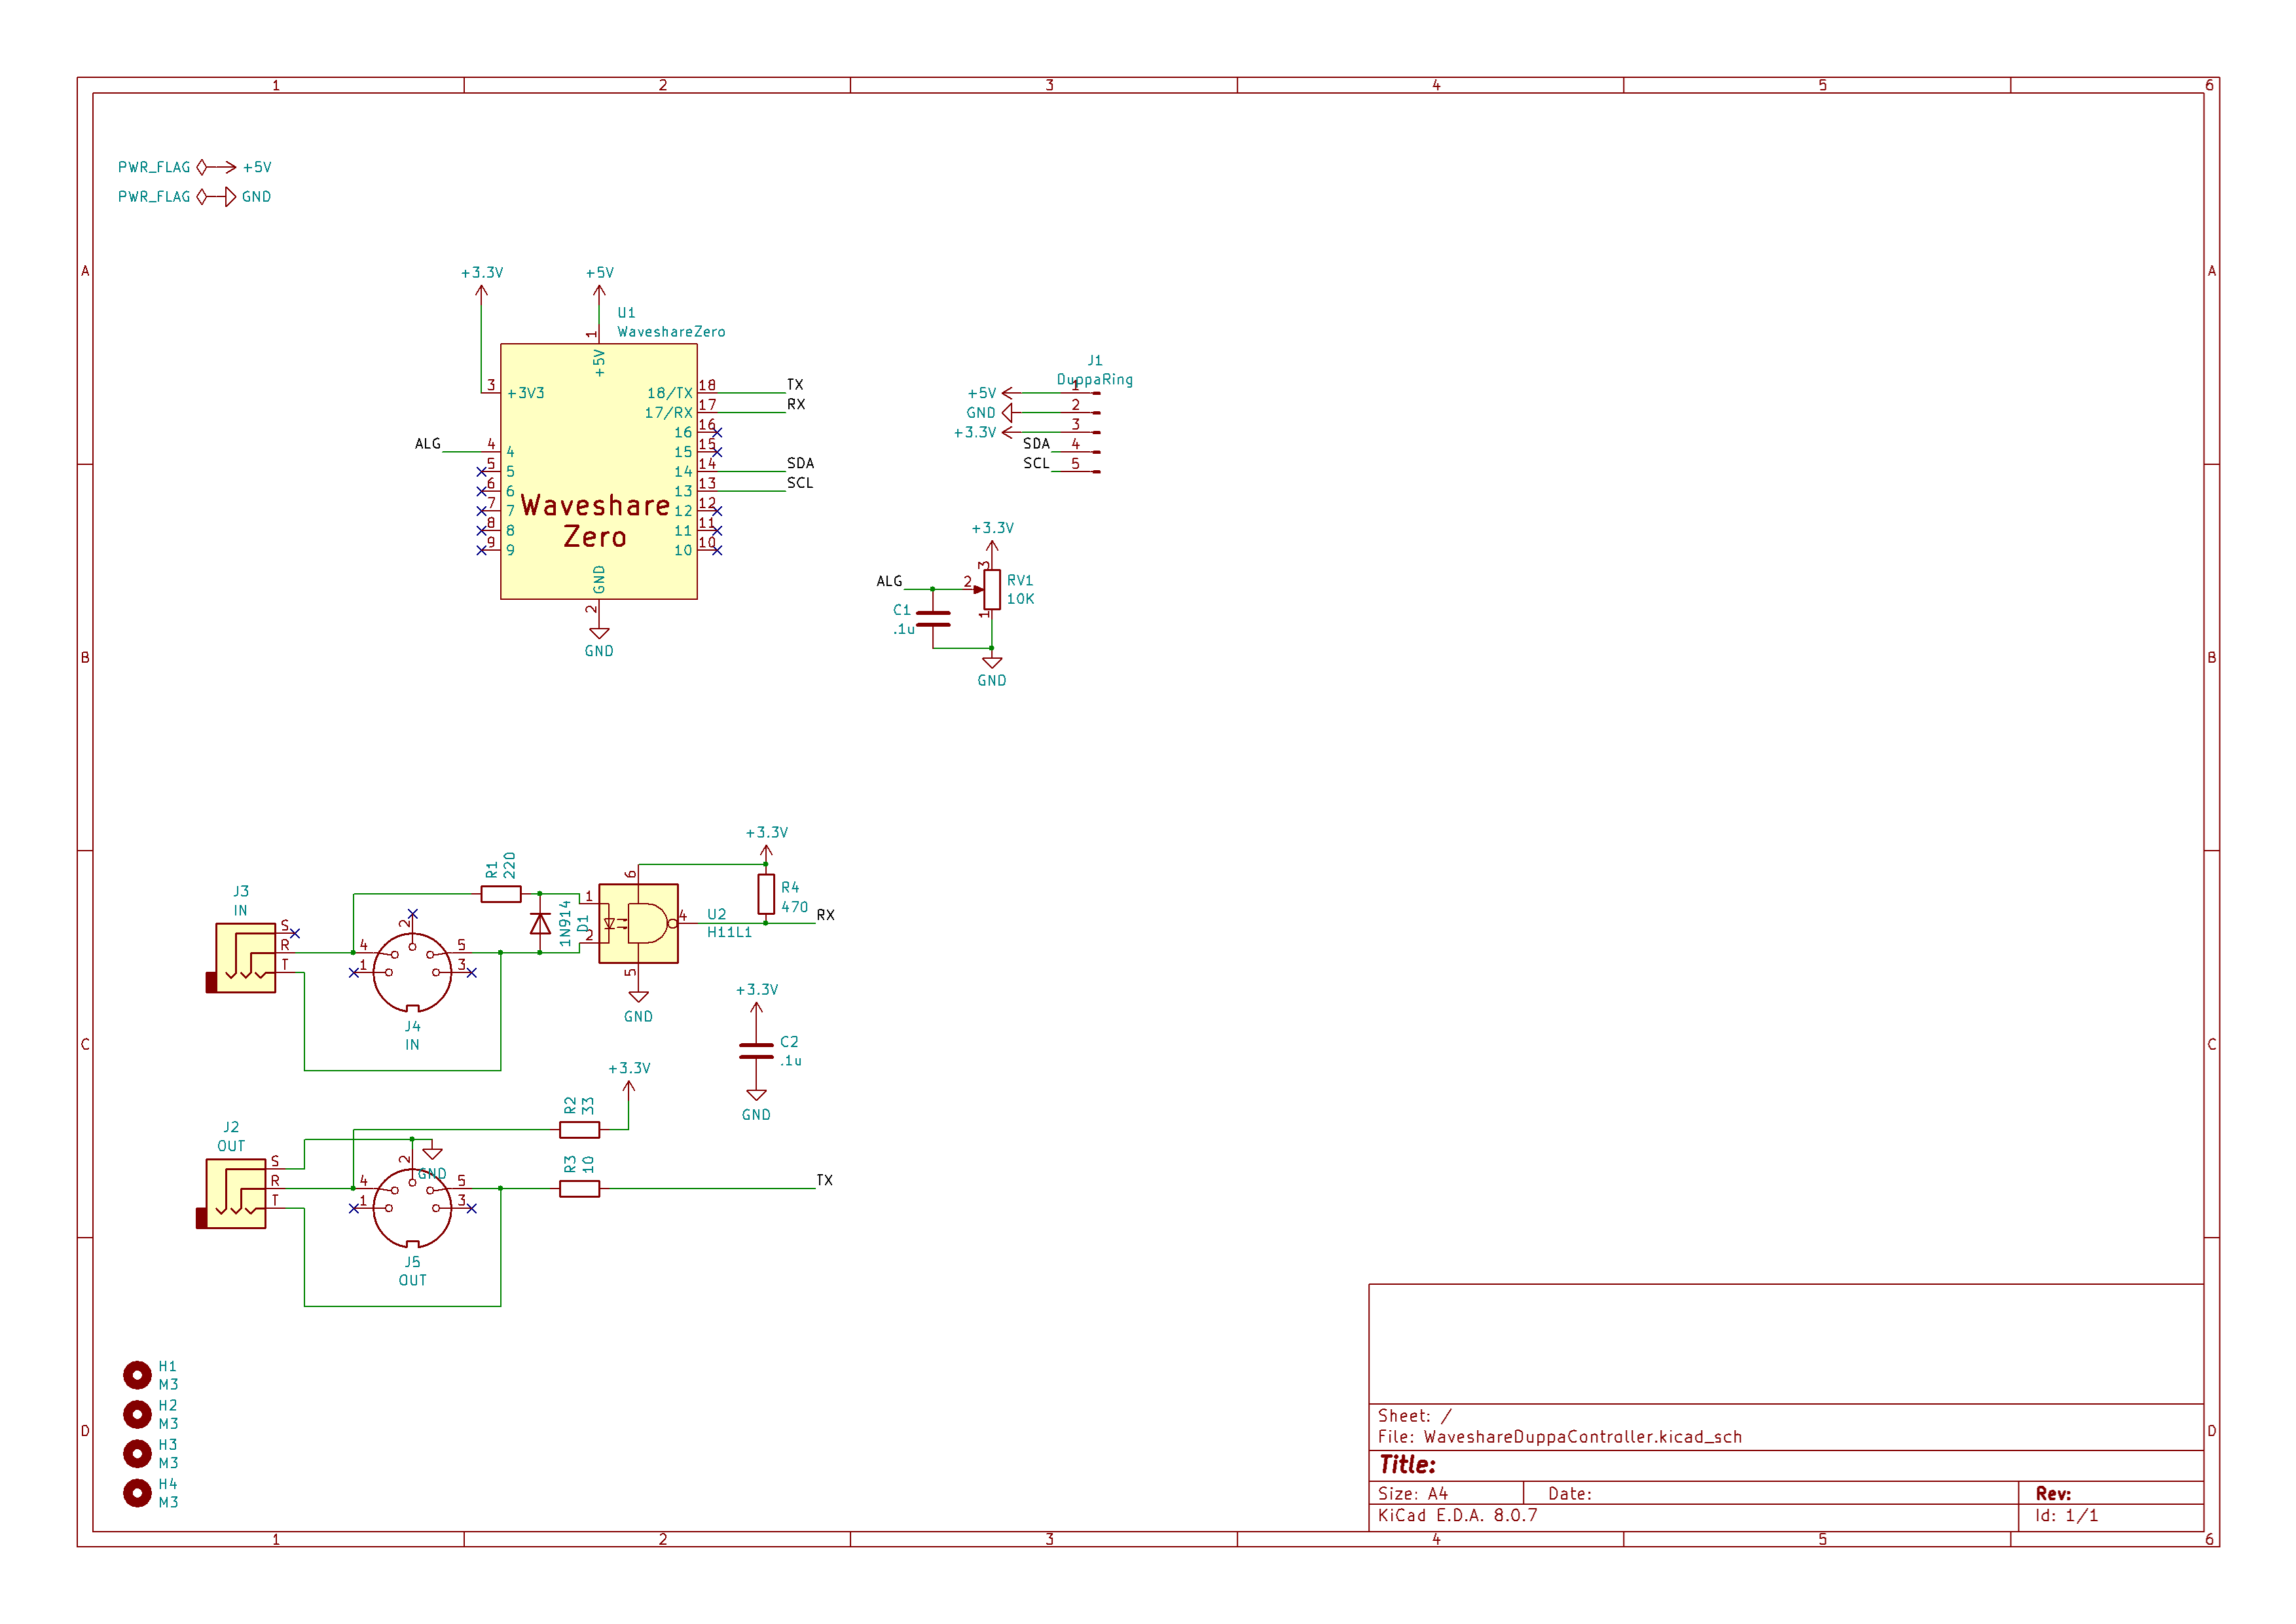 1 2 3 4 5 6
PWR_FLAG +5V
PWR_FLAG GND
A A
+3.3V +5V
U1
WaveshareZero
1
+5V
3 +3V3
18/TX 18 TX
17/RX 17 RX
16 16
ALG 4 4
15 15
5 5
14 14 SDA
6 6
13 13 SCL
7 7
12 12
8 8
11 11
9 9
10 10
Waveshare
Zero
GND
2
GND
J1
DuppaRing
+5V 1
GND 2
+3.3V 3
SDA 4
SCL 5
+3.3V
3
ALG 2
RV1
10K
C1
.1u
1
GND
B B
+3.3V
R1
220
6
R4
470
J3
IN
S
R
T
2
4 5
1 3
J4
IN
1N914
D1
1
2
4
5
U2
H11L1
RX
GND
+3.3V
C2
.1u
GND
C C
+3.3V
R2
33
J2
OUT
S
R
T
2
GND
4 5
1 3
J5
OUT
R3
10
TX
H1
M3
H2
M3
H3
M3
H4
M3
D D
Sheet: /
File: WaveshareDuppaController.kicad_sch
Title:
Size: A4 Date: Rev:
KiCad E.D.A. 8.0.7 Id: 1/1
1 2 3 4 5 6